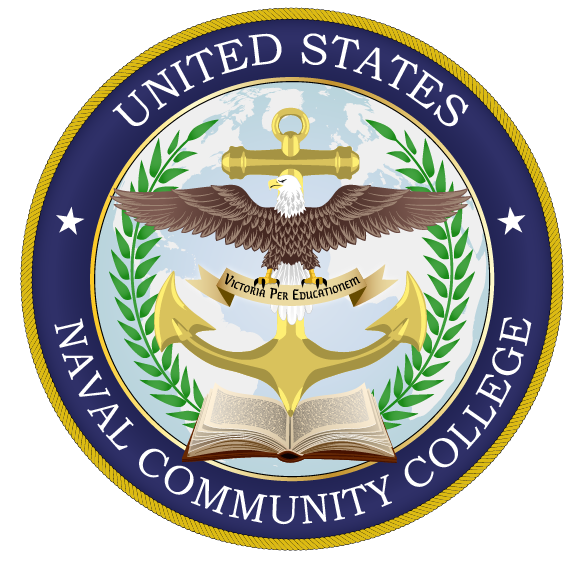 UNITED STATES
Victoria Per Educationem
NAVAL COMMUNITY COLLEGE